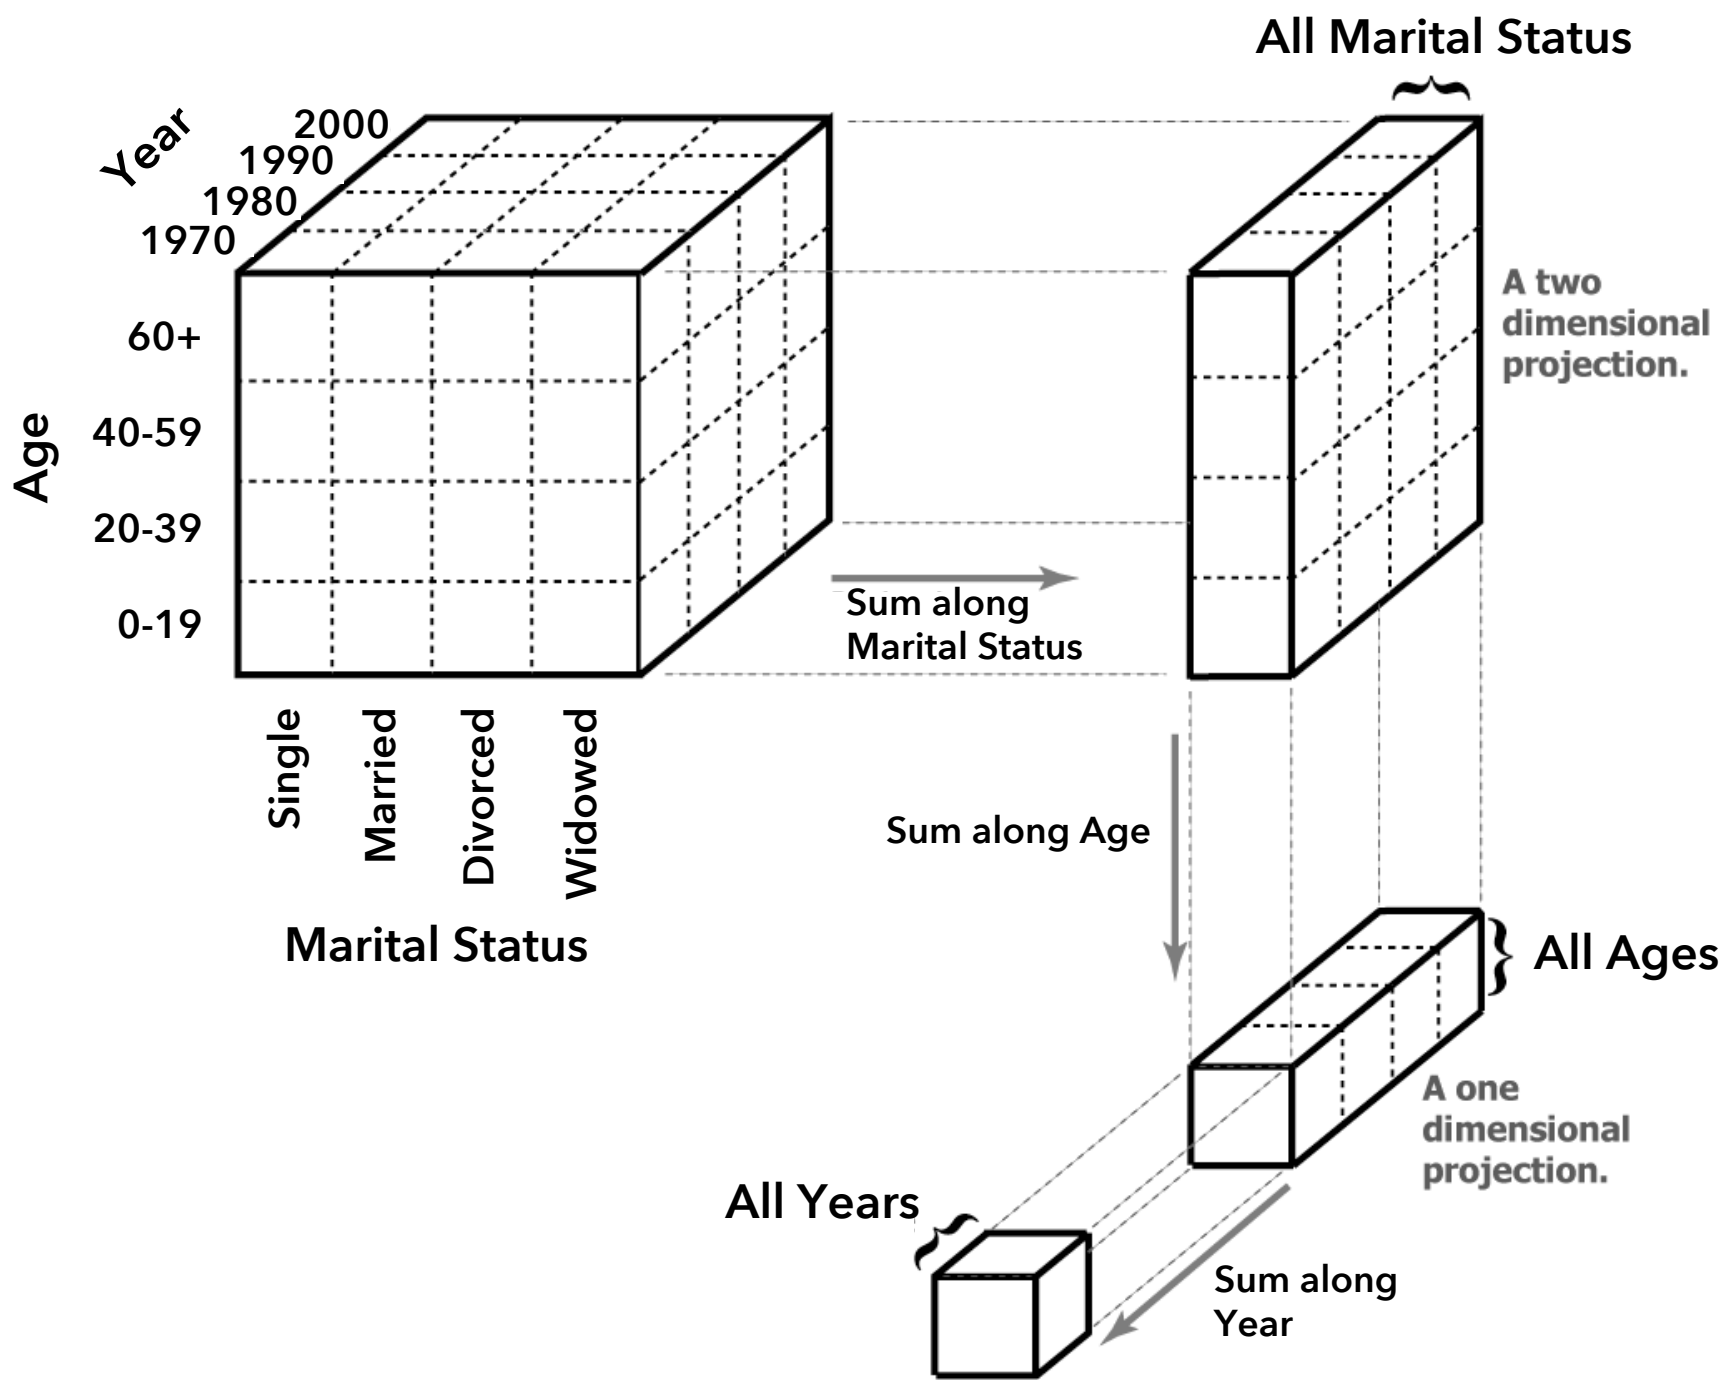 All Marital Status
Year
2000
1990
1980
1970
Age
60+
40-59
20-39
0-19
Single
Married
Divorced
Widowed
Marital Status
A two
dimensional
projection.
Sum along
Marital Status
Sum along Age
All Ages
A one
dimensional
projection.
All Years
Sum along
Year